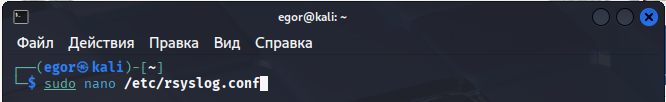 egor@kali: ~
Файл Действия Правка Вид Справка
┌──(egor㉿kali)-[~]
└─$ sudo nano /etc/rsyslog.conf